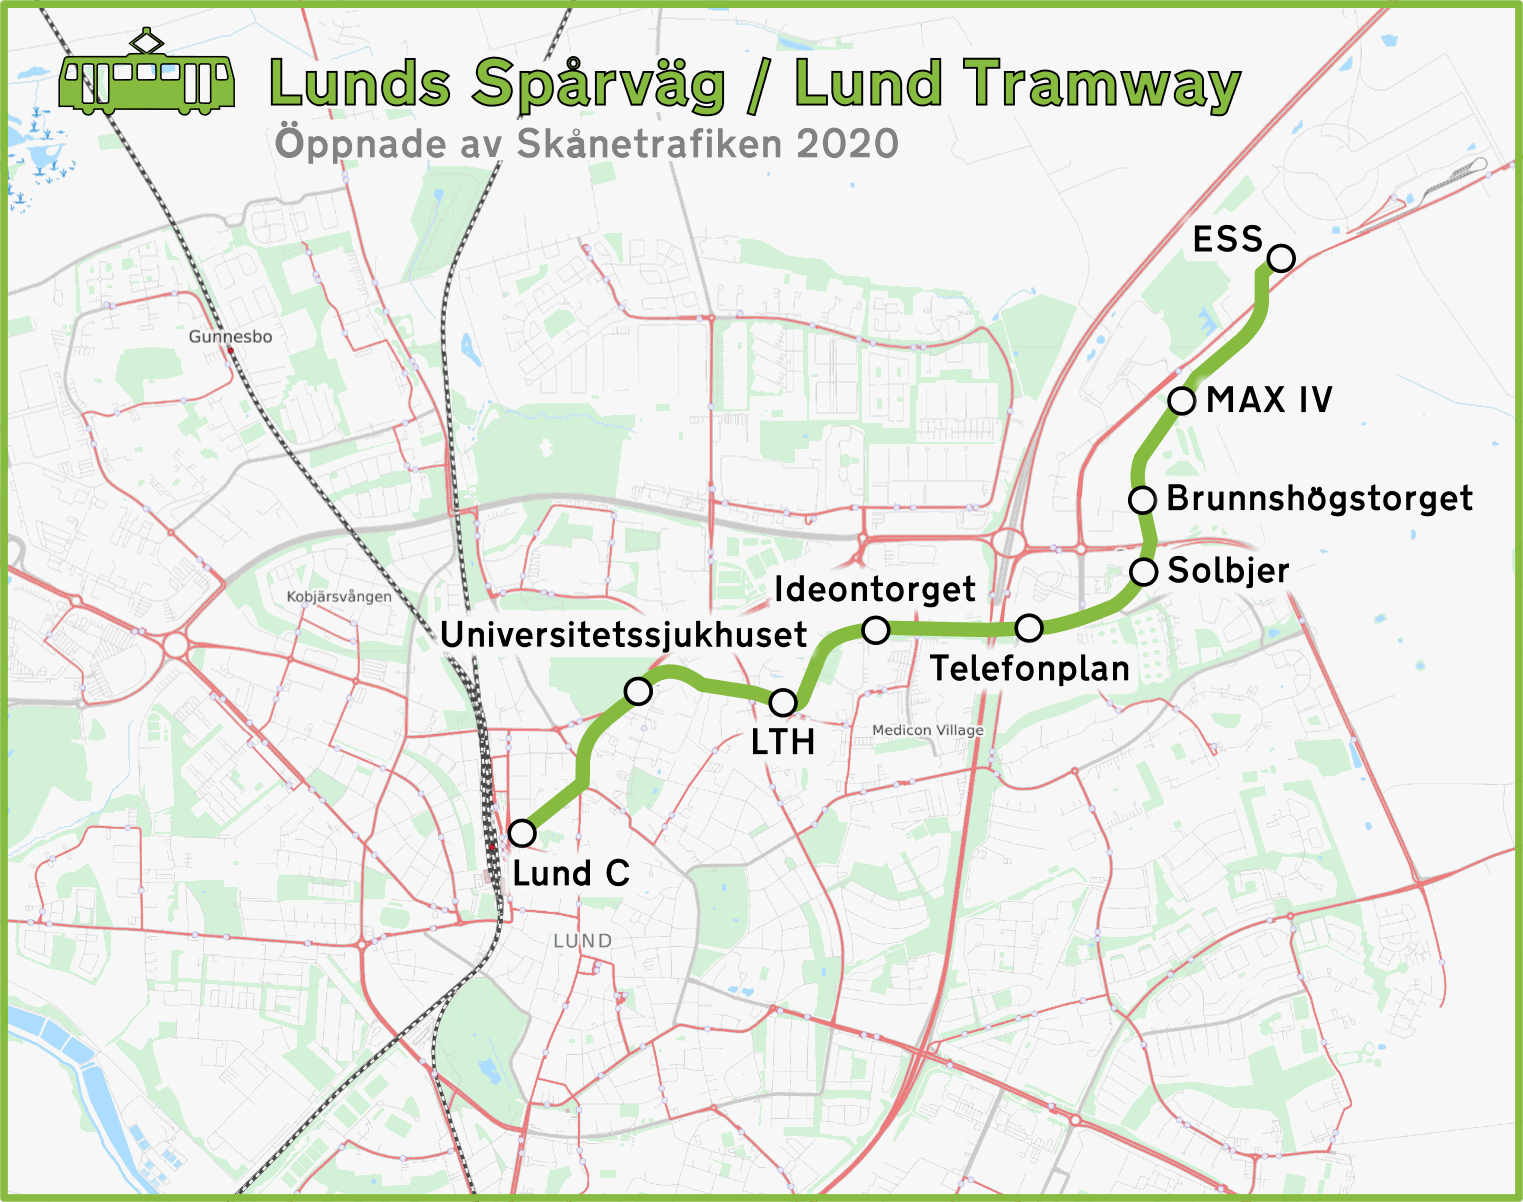 Lunds Spårväg / Lund Tramway
Öppnade av Skånetrafiken 2020
ESS
Gunnesbo
MAX IV
Brunnshögstorget
Solbjer
Ideontorget
Kobjärsvången
Universitetssjukhuset
Telefonplan
Medicon Village
LTH
Lund C
LUND